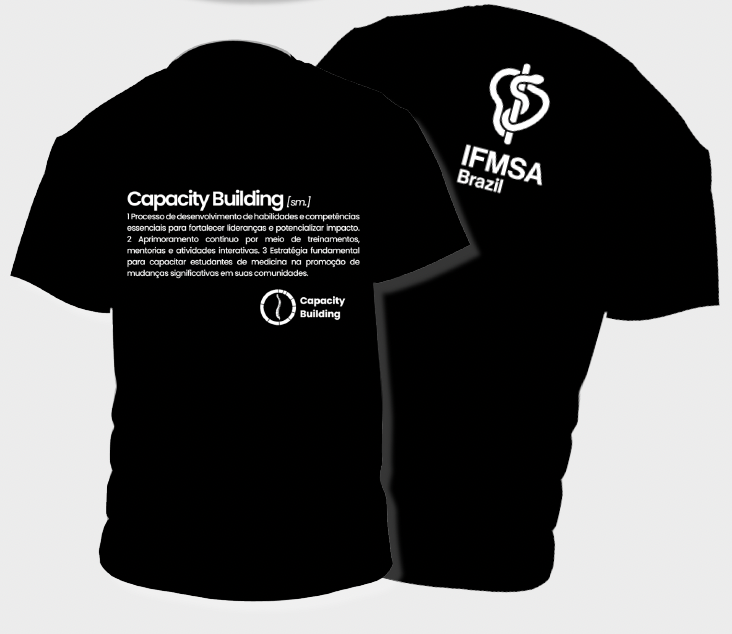 Capacity Building [sm.]
1 Processo de desenvolvimento de habilidades e competências
essenciais para fortalecer lideranças e potencializar impacto.
2 Aprimoramento contínuo por meio de treinamentos,
mentorias e atividades interativas. 3 Estratégia fundamental
para capacitar estudantes de medicina na promoção de
mudanças significativas em suas comunidades.
Capacity
Building
IFMSA
Brazil